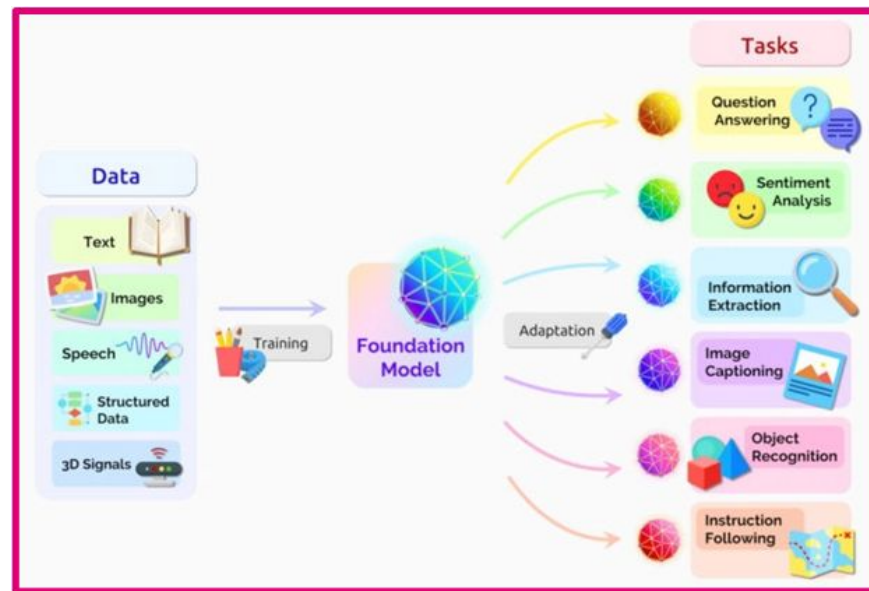 Data
Text
Images
Speech
Structured
Data
3D Signals
Training
Foundation
Model
Adaptation
Tasks
Question
Answering
Sentiment
Analysis
Information
Extraction
Image
Captioning
Object
Recognition
Instruction
Following